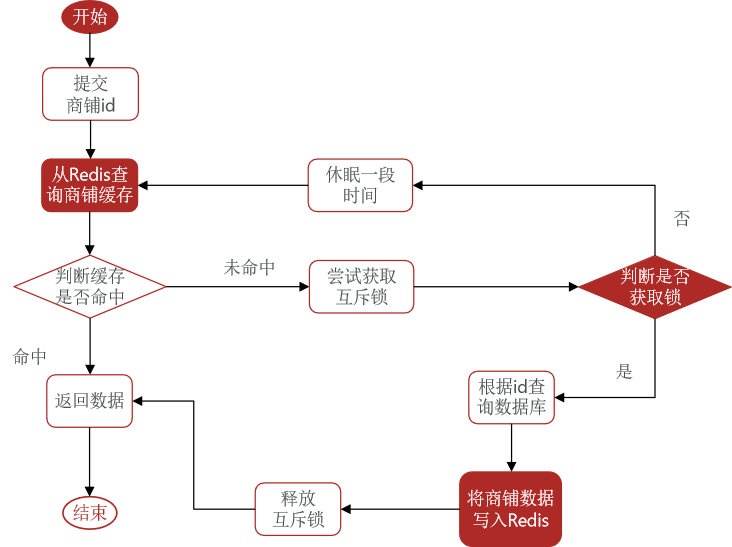 开始
提交
商铺id
从Redis查
询商铺缓存
休眠一段
时间
否
判断缓存
是否命中
未命中
尝试获取
互斥锁
判断是否
获取锁
命中
是
返回数据
根据id查
询数据库
结束
释放
互斥锁
将商铺数据
写入Redis